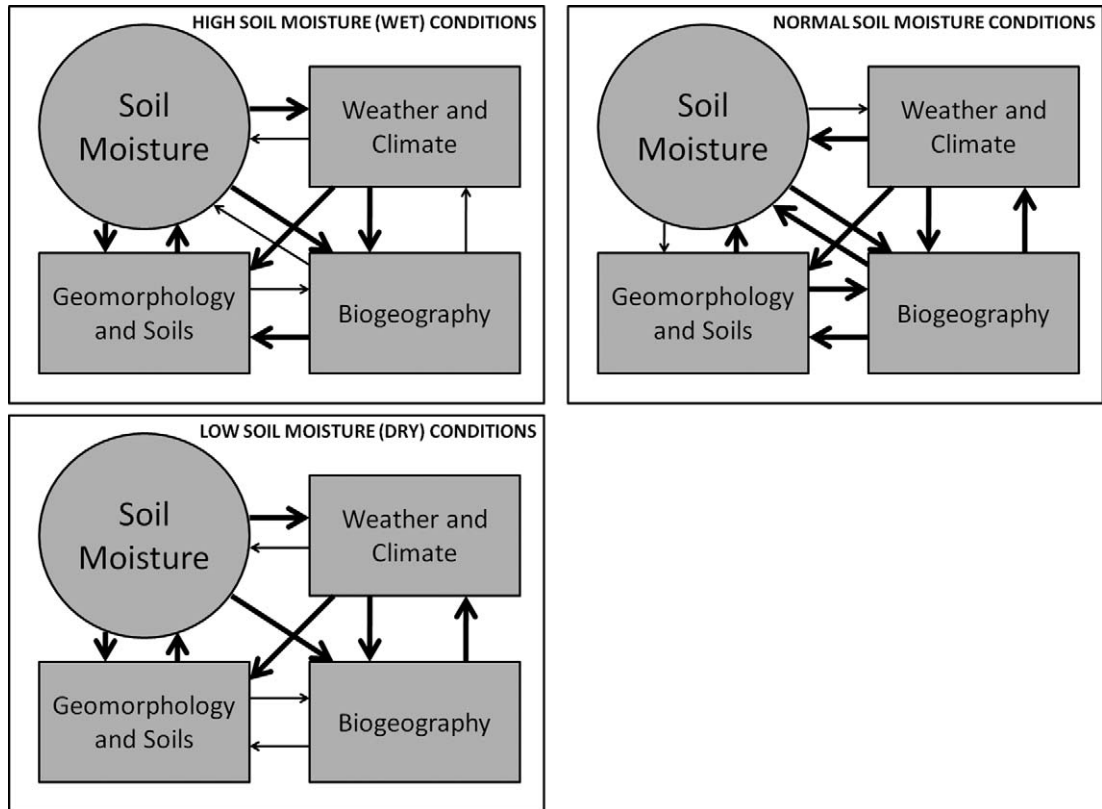 HIGH SOIL MOISTURE (WET) CONDITIONS
Soil
Moisture
Weather and
Climate
Geomorphology
and Soils
Biogeography
NORMAL SOIL MOISTURE CONDITIONS
Soil
Moisture
Weather and
Climate
Geomorphology
and Soils
Biogeography
LOW SOIL MOISTURE (DRY) CONDITIONS
Soil
Moisture
Weather and
Climate
Geomorphology
and Soils
Biogeography